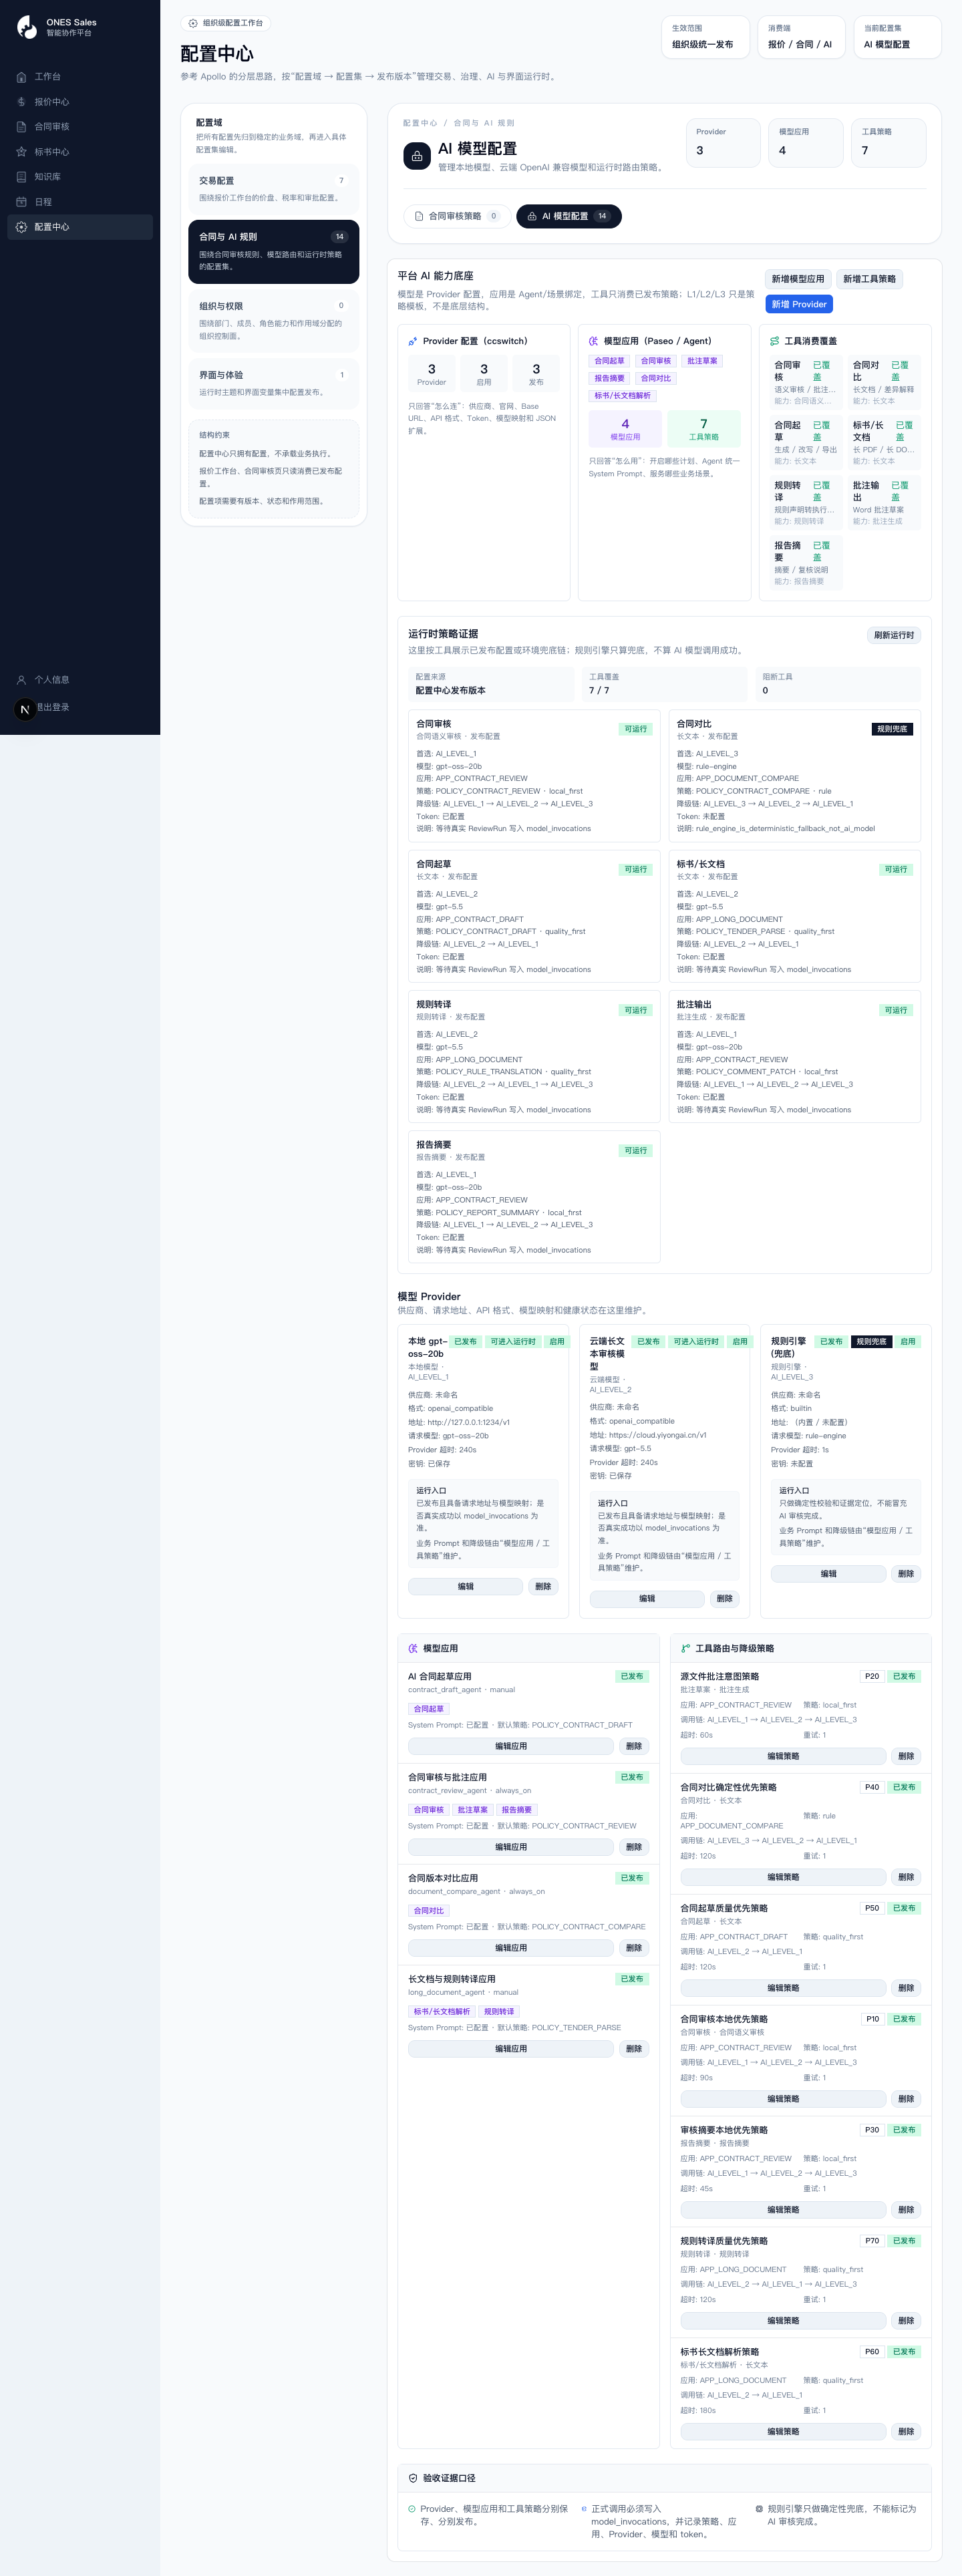 ONES Sales
智能协作平台
工作台
报价中心
合同审核
标书中心
知识库
日程
配置中心
个人信息
退出登录
组织级配置工作台
配置中心
参考 Apollo 的分层思路，按“配置域 → 配置集 → 发布版本”管理交易、治理、AI 与界面运行时。
生效范围
组织级统一发布
消费端
报价 / 合同 / AI
当前配置集
AI 模型配置
配置域
把所有配置先归到稳定的业务域，再进入具体
配置集编辑。
交易配置 7
围绕报价工作台的价盘、税率和审批配置。
合同与 AI 规则 14
围绕合同审核规则、模型路由和运行时策略
的配置集。
组织与权限 0
围绕部门、成员、角色能力和作用域分配的
组织控制面。
界面与体验 1
运行时主题和界面变量集中配置发布。
结构约束
配置中心只拥有配置，不承载业务执行。
报价工作台、合同审核页只读消费已发布配
置。
配置项需要有版本、状态和作用范围。
配置中心 / 合同与 AI 规则
AI 模型配置
管理本地模型、云端 OpenAI 兼容模型和运行时路由策略。
Provider
3
模型应用
4
工具策略
7
合同审核策略 0
AI 模型配置 14
平台 AI 能力底座
模型是 Provider 配置，应用是 Agent/场景绑定，工具只消费已发布策略；L1/L2/L3 只是策
略模板，不是底层结构。
新增模型应用
新增工具策略
新增 Provider
Provider 配置（ccswitch）
3
Provider
3
启用
3
发布
只回答“怎么连”：供应商、官网、Base
URL、API 格式、Token、模型映射和 JSON
扩展。
模型应用（Paseo / Agent）
合同起草 合同审核 批注草案
报告摘要 合同对比
标书/长文档解析
4
模型应用
7
工具策略
只回答“怎么用”：开启哪些计划、Agent 统一
System Prompt、服务哪些业务场景。
工具消费覆盖
合同审核 已覆盖
语义审核 / 批注...
能力: 合同语义...
合同对比 已覆盖
长文档 / 差异解释
能力: 长文本
合同起草 已覆盖
生成 / 改写 / 导出
能力: 长文本
标书/长文档 已覆盖
长 PDF / 长 DO...
能力: 长文本
规则转译 已覆盖
规则声明转执行...
能力: 规则转译
批注输出 已覆盖
Word 批注草案
能力: 批注生成
报告摘要 已覆盖
摘要 / 复核说明
能力: 报告摘要
运行时策略证据
这里按工具展示已发布配置或环境兜底链；规则引擎只算兜底，不算 AI 模型调用成功。
刷新运行时
配置来源
配置中心发布版本
工具覆盖
7 / 7
阻断工具
0
合同审核 可运行
合同语义审核 · 发布配置
首选: AI_LEVEL_1
模型: gpt-oss-20b
应用: APP_CONTRACT_REVIEW
策略: POLICY_CONTRACT_REVIEW · local_first
降级链: AI_LEVEL_1 → AI_LEVEL_2 → AI_LEVEL_3
Token: 已配置
说明: 等待真实 ReviewRun 写入 model_invocations
合同对比 规则兜底
长文本 · 发布配置
首选: AI_LEVEL_3
模型: rule-engine
应用: APP_DOCUMENT_COMPARE
策略: POLICY_CONTRACT_COMPARE · rule
降级链: AI_LEVEL_3 → AI_LEVEL_2 → AI_LEVEL_1
Token: 未配置
说明: rule_engine_is_deterministic_fallback_not_ai_model
合同起草 可运行
长文本 · 发布配置
首选: AI_LEVEL_2
模型: gpt-5.5
应用: APP_CONTRACT_DRAFT
策略: POLICY_CONTRACT_DRAFT · quality_first
降级链: AI_LEVEL_2 → AI_LEVEL_1
Token: 已配置
说明: 等待真实 ReviewRun 写入 model_invocations
标书/长文档 可运行
长文本 · 发布配置
首选: AI_LEVEL_2
模型: gpt-5.5
应用: APP_LONG_DOCUMENT
策略: POLICY_TENDER_PARSE · quality_first
降级链: AI_LEVEL_2 → AI_LEVEL_1
Token: 已配置
说明: 等待真实 ReviewRun 写入 model_invocations
规则转译 可运行
规则转译 · 发布配置
首选: AI_LEVEL_2
模型: gpt-5.5
应用: APP_LONG_DOCUMENT
策略: POLICY_RULE_TRANSLATION · quality_first
降级链: AI_LEVEL_2 → AI_LEVEL_1 → AI_LEVEL_3
Token: 已配置
说明: 等待真实 ReviewRun 写入 model_invocations
批注输出 可运行
批注生成 · 发布配置
首选: AI_LEVEL_1
模型: gpt-oss-20b
应用: APP_CONTRACT_REVIEW
策略: POLICY_COMMENT_PATCH · local_first
降级链: AI_LEVEL_1 → AI_LEVEL_2 → AI_LEVEL_3
Token: 已配置
说明: 等待真实 ReviewRun 写入 model_invocations
报告摘要 可运行
报告摘要 · 发布配置
首选: AI_LEVEL_1
模型: gpt-oss-20b
应用: APP_CONTRACT_REVIEW
策略: POLICY_REPORT_SUMMARY · local_first
降级链: AI_LEVEL_1 → AI_LEVEL_2 → AI_LEVEL_3
Token: 已配置
说明: 等待真实 ReviewRun 写入 model_invocations
模型 Provider
供应商、请求地址、API 格式、模型映射和健康状态在这里维护。
本地 gpt-
oss-20b
已发布 可进入运行时 启用
本地模型 ·
AI_LEVEL_1
供应商: 未命名
格式: openai_compatible
地址: http://127.0.0.1:1234/v1
请求模型: gpt-oss-20b
Provider 超时: 240s
密钥: 已保存
运行入口
已发布且具备请求地址与模型映射；是
否真实成功以 model_invocations 为
准。
业务 Prompt 和降级链由“模型应用 / 工
具策略”维护。
编辑 删除
云端长文
本审核模
型
已发布 可进入运行时 启用
云端模型 ·
AI_LEVEL_2
供应商: 未命名
格式: openai_compatible
地址: https://cloud.yiyongai.cn/v1
请求模型: gpt-5.5
Provider 超时: 240s
密钥: 已保存
运行入口
已发布且具备请求地址与模型映射；是
否真实成功以 model_invocations 为
准。
业务 Prompt 和降级链由“模型应用 / 工
具策略”维护。
编辑 删除
规则引擎
(兜底)
已发布 规则兜底 启用
规则引擎 ·
AI_LEVEL_3
供应商: 未命名
格式: builtin
地址: （内置 / 未配置）
请求模型: rule-engine
Provider 超时: 1s
密钥: 未配置
运行入口
只做确定性校验和证据定位，不能冒充
AI 审核完成。
业务 Prompt 和降级链由“模型应用 / 工
具策略”维护。
编辑 删除
模型应用
AI 合同起草应用 已发布
contract_draft_agent · manual
合同起草
System Prompt: 已配置 · 默认策略: POLICY_CONTRACT_DRAFT
编辑应用 删除
合同审核与批注应用 已发布
contract_review_agent · always_on
合同审核 批注草案 报告摘要
System Prompt: 已配置 · 默认策略: POLICY_CONTRACT_REVIEW
编辑应用 删除
合同版本对比应用 已发布
document_compare_agent · always_on
合同对比
System Prompt: 已配置 · 默认策略: POLICY_CONTRACT_COMPARE
编辑应用 删除
长文档与规则转译应用 已发布
long_document_agent · manual
标书/长文档解析 规则转译
System Prompt: 已配置 · 默认策略: POLICY_TENDER_PARSE
编辑应用 删除
工具路由与降级策略
源文件批注意图策略 P20 已发布
批注草案 · 批注生成
应用: APP_CONTRACT_REVIEW 策略: local_first
调用链: AI_LEVEL_1 → AI_LEVEL_2 → AI_LEVEL_3
超时: 60s 重试: 1
编辑策略 删除
合同对比确定性优先策略 P40 已发布
合同对比 · 长文本
应用:
APP_DOCUMENT_COMPARE
策略: rule
调用链: AI_LEVEL_3 → AI_LEVEL_2 → AI_LEVEL_1
超时: 120s 重试: 1
编辑策略 删除
合同起草质量优先策略 P50 已发布
合同起草 · 长文本
应用: APP_CONTRACT_DRAFT 策略: quality_first
调用链: AI_LEVEL_2 → AI_LEVEL_1
超时: 120s 重试: 1
编辑策略 删除
合同审核本地优先策略 P10 已发布
合同审核 · 合同语义审核
应用: APP_CONTRACT_REVIEW 策略: local_first
调用链: AI_LEVEL_1 → AI_LEVEL_2 → AI_LEVEL_3
超时: 90s 重试: 1
编辑策略 删除
审核摘要本地优先策略 P30 已发布
报告摘要 · 报告摘要
应用: APP_CONTRACT_REVIEW 策略: local_first
调用链: AI_LEVEL_1 → AI_LEVEL_2 → AI_LEVEL_3
超时: 45s 重试: 1
编辑策略 删除
规则转译质量优先策略 P70 已发布
规则转译 · 规则转译
应用: APP_LONG_DOCUMENT 策略: quality_first
调用链: AI_LEVEL_2 → AI_LEVEL_1 → AI_LEVEL_3
超时: 120s 重试: 1
编辑策略 删除
标书长文档解析策略 P60 已发布
标书/长文档解析 · 长文本
应用: APP_LONG_DOCUMENT 策略: quality_first
调用链: AI_LEVEL_2 → AI_LEVEL_1
超时: 180s 重试: 1
编辑策略 删除
验收证据口径
Provider、模型应用和工具策略分别保
存、分别发布。
正式调用必须写入
model_invocations，并记录策略、应
用、Provider、模型和 token。
规则引擎只做确定性兜底，不能标记为
AI 审核完成。